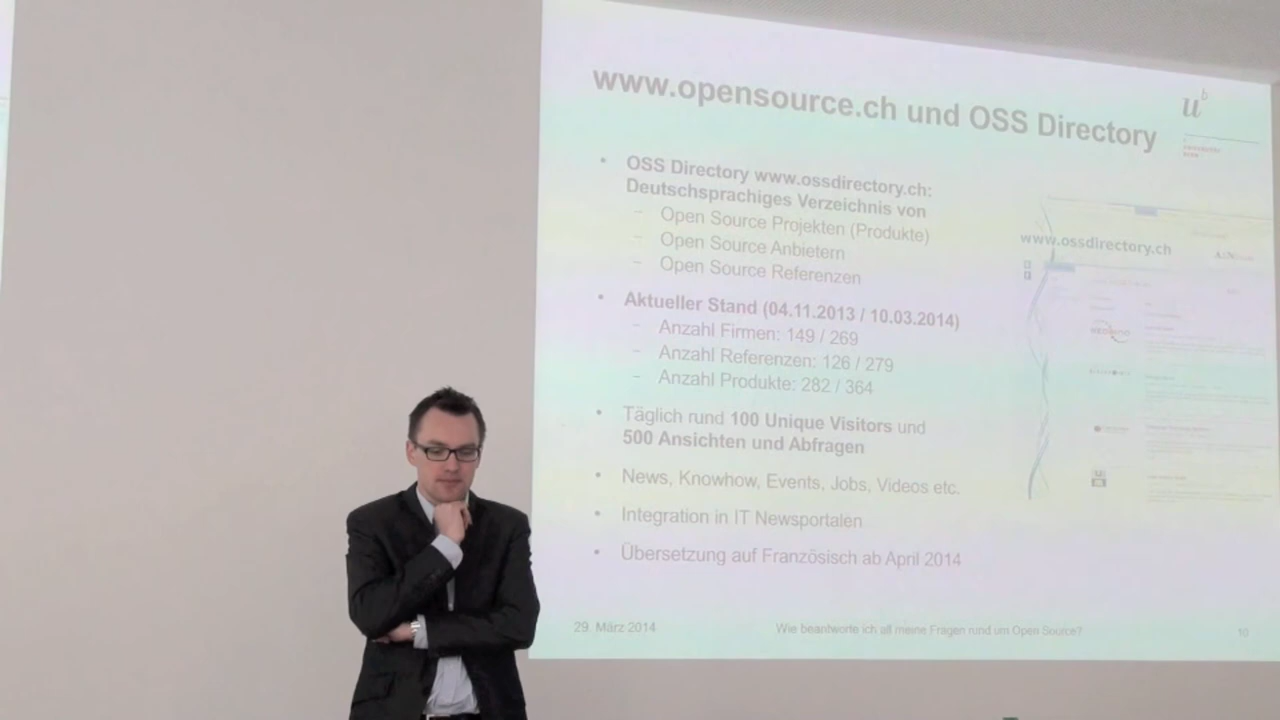 www.opensource.ch und OSS Directory
u
b
• OSS Directory www.ossdirectory.ch:
Deutschsprachiges Verzeichnis von
– Open Source Projekten (Produkte)
– Open Source Anbietern
– Open Source Referenzen
www.ossdirectory.ch
• Aktueller Stand (04.11.2013 / 10.03.2014)
– Anzahl Firmen: 149 / 269
– Anzahl Referenzen: 126 / 279
– Anzahl Produkte: 282 / 364
• Täglich rund 100 Unique Visitors und
500 Ansichten und Abfragen
• News, Knowhow, Events, Jobs, Videos etc.
• Integration in IT Newsportalen
• Übersetzung auf Französisch ab April 2014
29. März 2014
Wie beantworte ich all meine Fragen rund um Open Source?
10